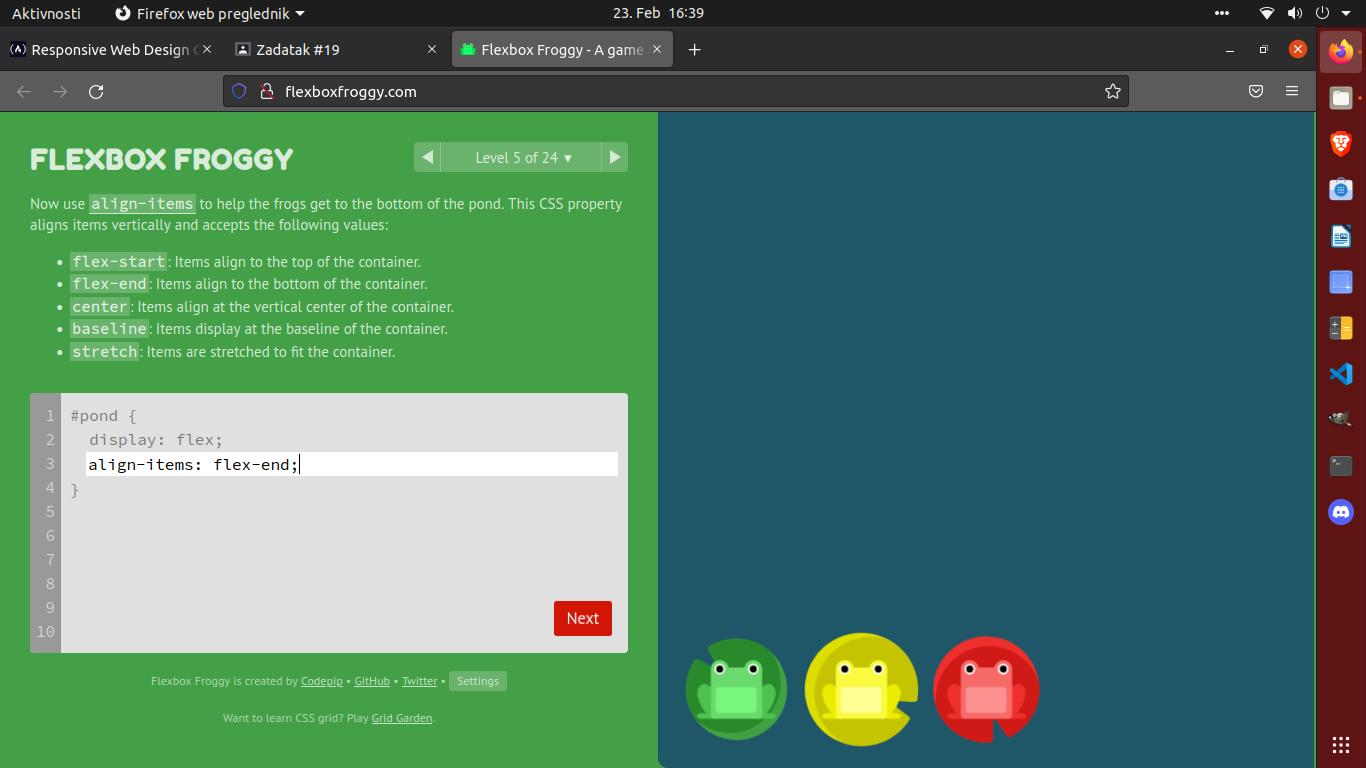 Aktivnosti
Firefox web preglednik
23. Feb 16:39
Responsive Web Design
Zadatak #19
Flexbox Froggy - A game
flexboxfroggy.com
FLEXBOX FROGGY
Level 5 of 24 ▾
Now use align-items to help the frogs get to the bottom of the pond. This CSS property
aligns items vertically and accepts the following values:
• flex-start: Items align to the top of the container.
• flex-end: Items align to the bottom of the container.
• center: Items align at the vertical center of the container.
• baseline: Items display at the baseline of the container.
• stretch: Items are stretched to fit the container.
1 #pond {
2 display: flex;
3 align-items: flex-end;
4 }
5
6
7
8
9
10
Next
Flexbox Froggy is created by Codepip • GitHub • Twitter • Settings
Want to learn CSS grid? Play Grid Garden.